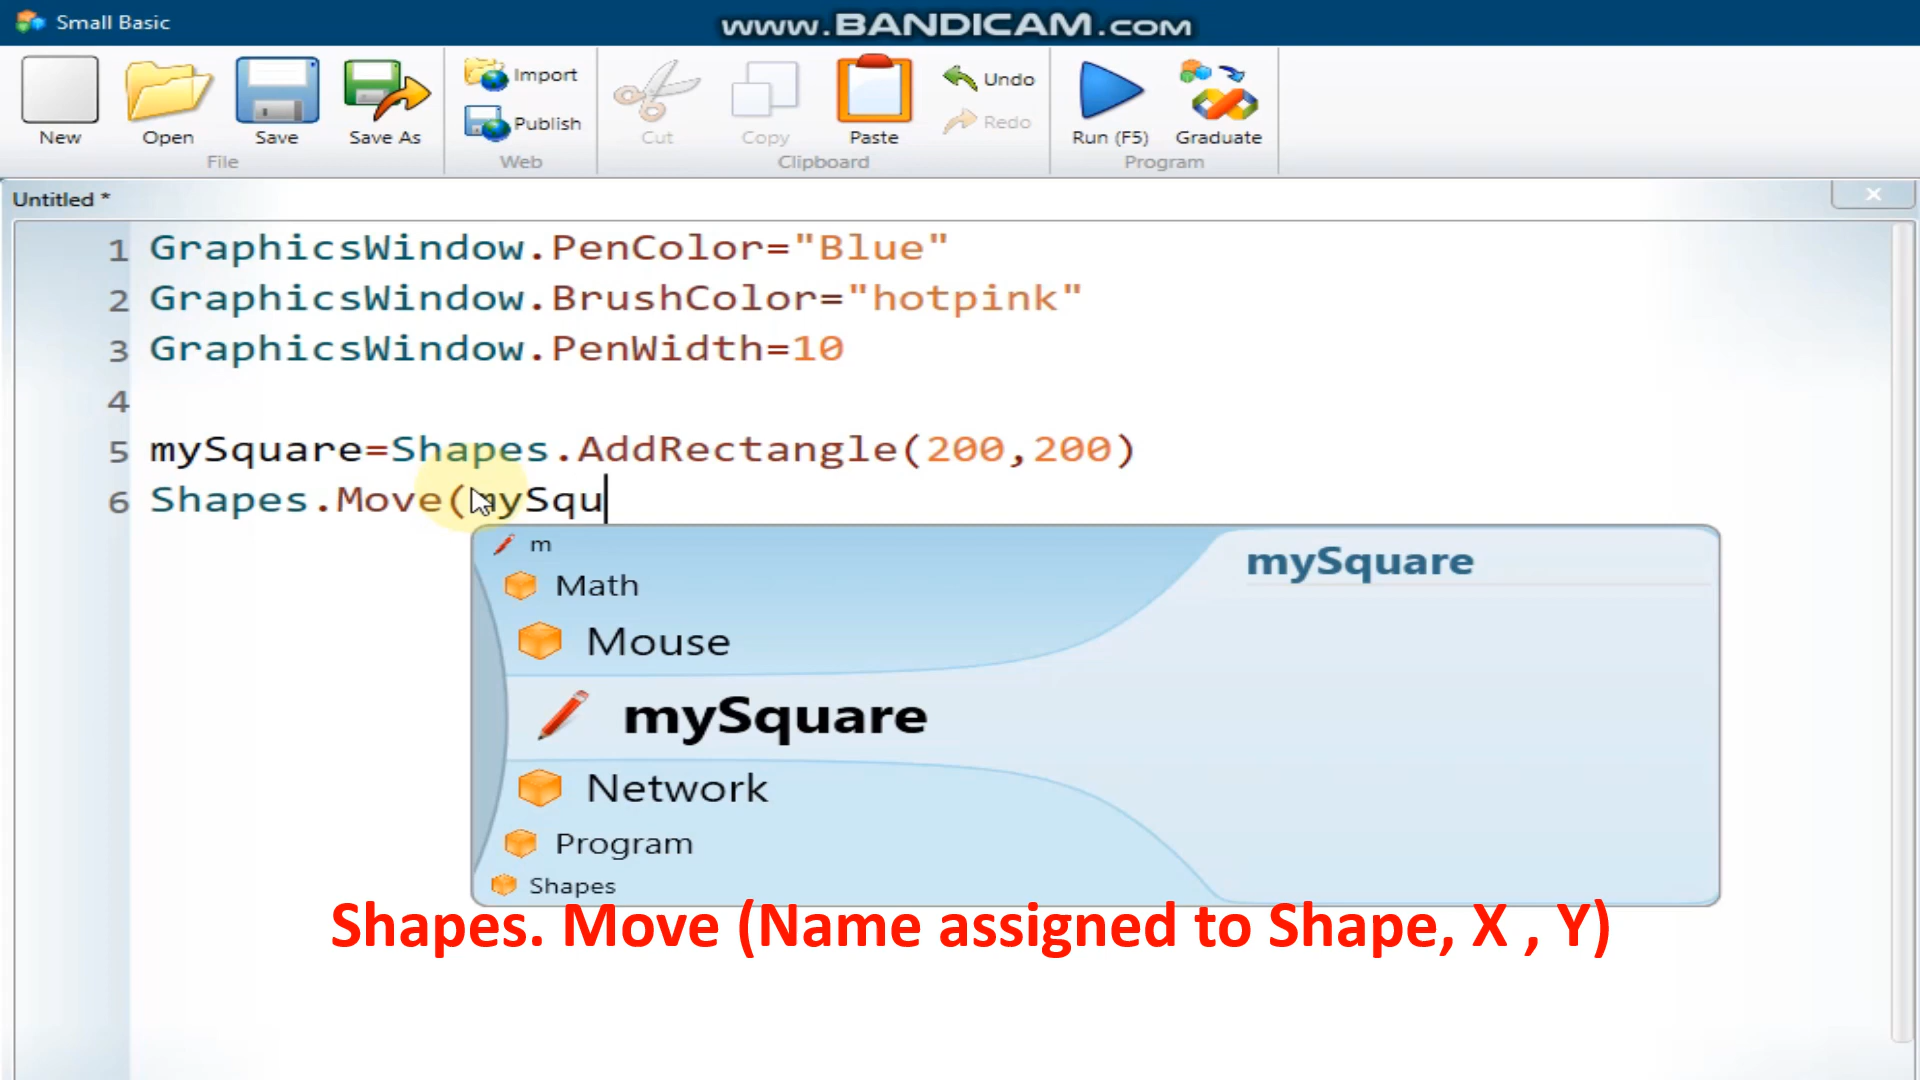 Small Basic
www.BANDICAM.com
New
Open
Save
Save As
Import
Publish
Cut
Copy
Paste
Undo
Redo
Run (F5)
Graduate
File
Web
Clipboard
Program
Untitled *
1 GraphicsWindow.PenColor="Blue"
2 GraphicsWindow.BrushColor="hotpink"
3 GraphicsWindow.PenWidth=10
4
5 mySquare=Shapes.AddRectangle(200,200)
6 Shapes.Move(mySqu
m
Math
Mouse
mySquare
Network
Program
Shapes
mySquare
Shapes. Move (Name assigned to Shape, X , Y)